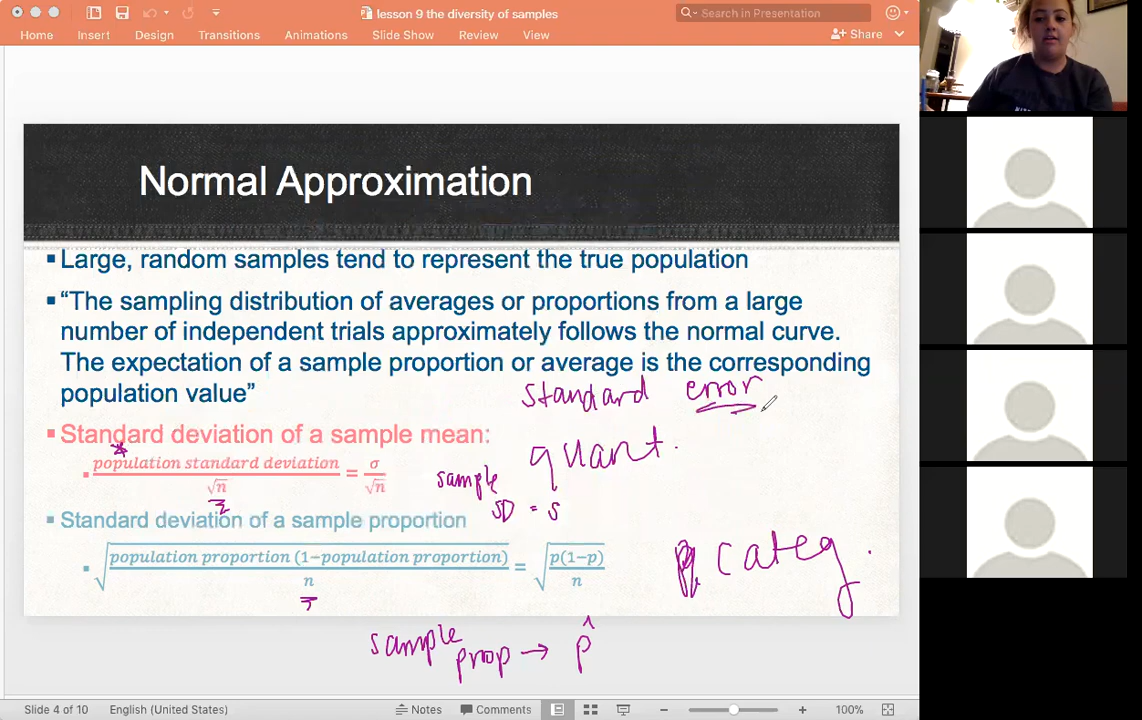 lesson 9 the diversity of samples
Search in Presentation
Home Insert Design Transitions Animations Slide Show Review View Share
Normal Approximation
▪Large, random samples tend to represent the true population
▪“The sampling distribution of averages or proportions from a large
number of independent trials approximately follows the normal curve.
The expectation of a sample proportion or average is the corresponding
population value”
standard error
▪Standard deviation of a sample mean:
quant.
▪ population standard deviation / √n = σ / √n
sample
SD = s
▪Standard deviation of a sample proportion
▪ √(population proportion (1−population proportion) / n) = √(p(1−p) / n)
categ.
sample
prop → p̂
Slide 4 of 10 English (United States) Notes Comments 100%